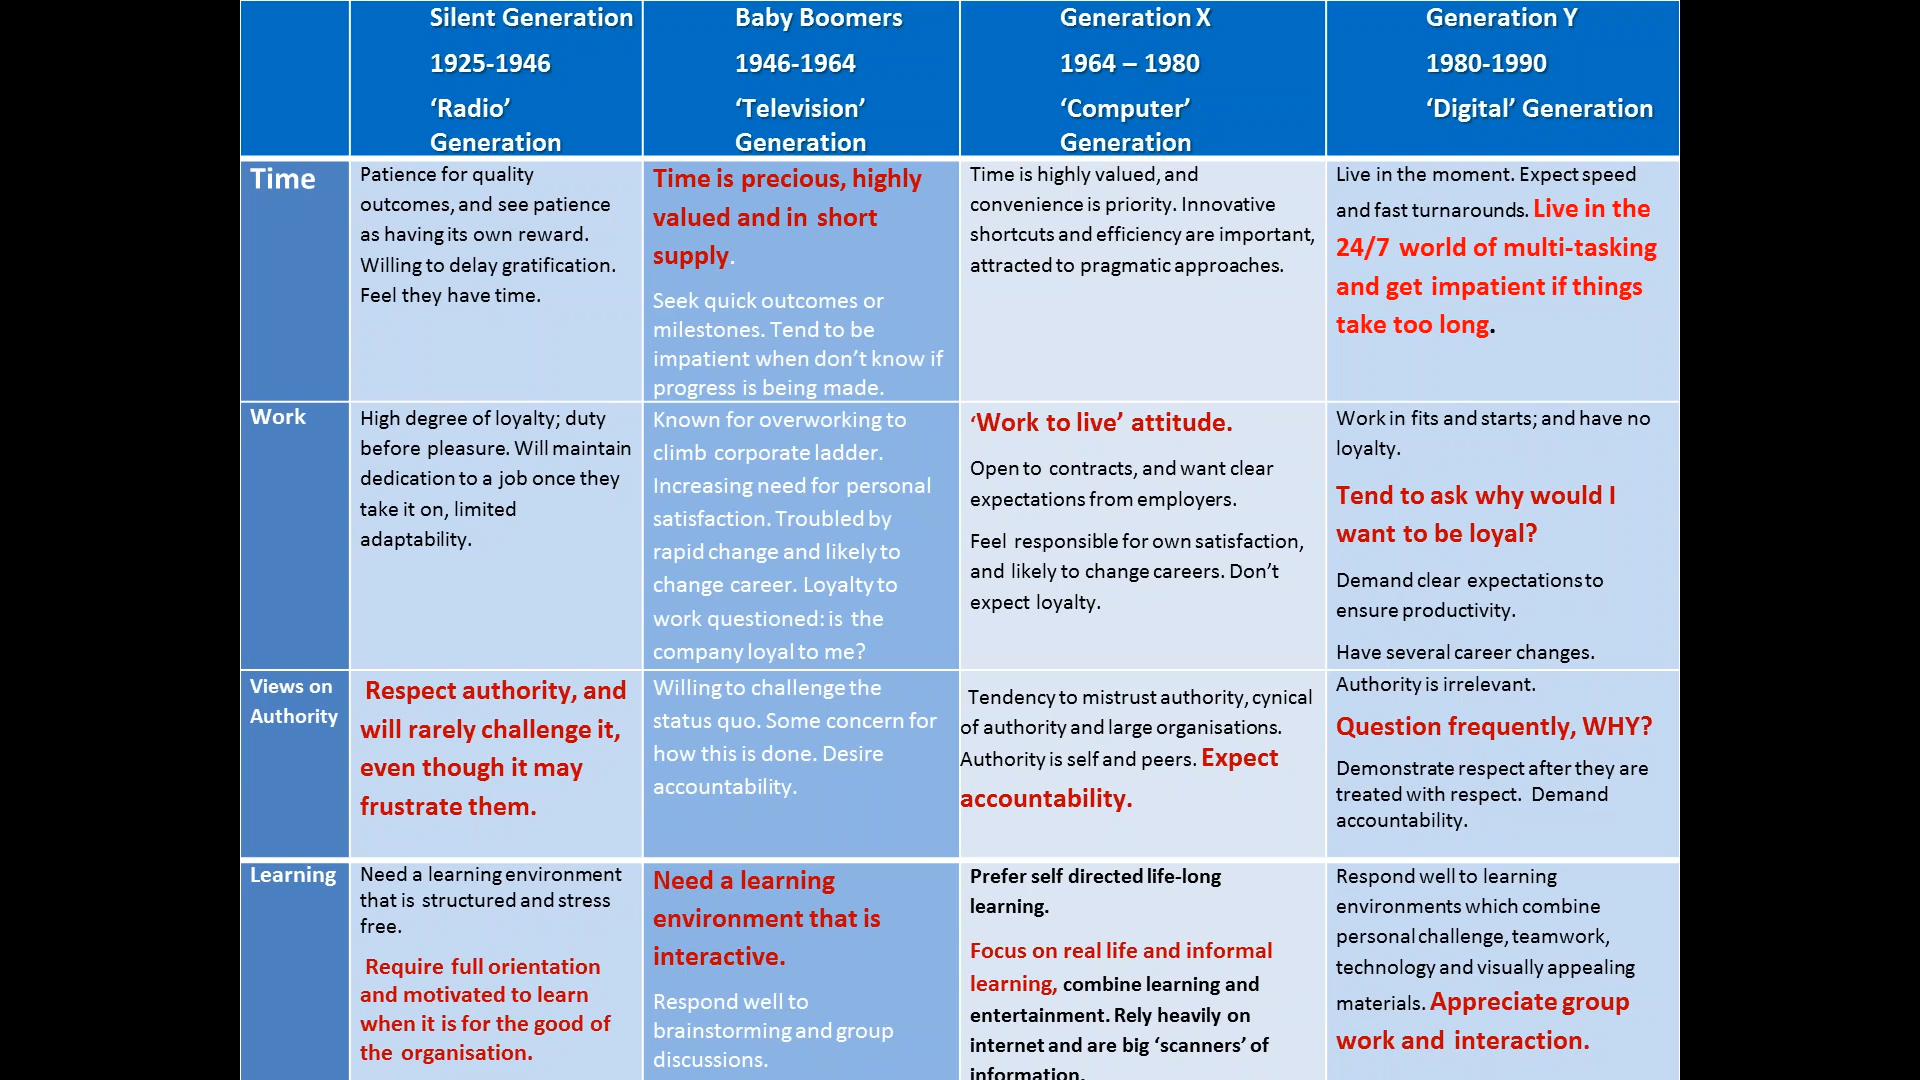 Silent Generation
1925-1946
‘Radio’
Generation
Baby Boomers
1946-1964
‘Television’
Generation
Generation X
1964 – 1980
‘Computer’
Generation
Generation Y
1980-1990
‘Digital’ Generation
Time
Patience for quality
outcomes, and see patience
as having its own reward.
Willing to delay gratification.
Feel they have time.
Time is precious, highly
valued and in short
supply.
Seek quick outcomes or
milestones. Tend to be
impatient when don’t know if
progress is being made.
Time is highly valued, and
convenience is priority. Innovative
shortcuts and efficiency are important,
attracted to pragmatic approaches.
Live in the moment. Expect speed
and fast turnarounds. Live in the
24/7 world of multi-tasking
and get impatient if things
take too long.
Work
High degree of loyalty; duty
before pleasure. Will maintain
dedication to a job once they
take it on, limited
adaptability.
Known for overworking to
climb corporate ladder.
Increasing need for personal
satisfaction. Troubled by
rapid change and likely to
change career. Loyalty to
work questioned: is the
company loyal to me?
‘Work to live’ attitude.
Open to contracts, and want clear
expectations from employers.
Feel responsible for own satisfaction,
and likely to change careers. Don’t
expect loyalty.
Work in fits and starts; and have no
loyalty.
Tend to ask why would I
want to be loyal?
Demand clear expectations to
ensure productivity.
Have several career changes.
Views on
Authority
Respect authority, and
will rarely challenge it,
even though it may
frustrate them.
Willing to challenge the
status quo. Some concern for
how this is done. Desire
accountability.
Tendency to mistrust authority, cynical
of authority and large organisations.
Authority is self and peers. Expect
accountability.
Authority is irrelevant.
Question frequently, WHY?
Demonstrate respect after they are
treated with respect. Demand
accountability.
Learning
Need a learning environment
that is structured and stress
free.
Require full orientation
and motivated to learn
when it is for the good of
the organisation.
Need a learning
environment that is
interactive.
Respond well to
brainstorming and group
discussions.
Prefer self directed life-long
learning.
Focus on real life and informal
learning, combine learning and
entertainment. Rely heavily on
internet and are big ‘scanners’ of
information.
Respond well to learning
environments which combine
personal challenge, teamwork,
technology and visually appealing
materials. Appreciate group
work and interaction.